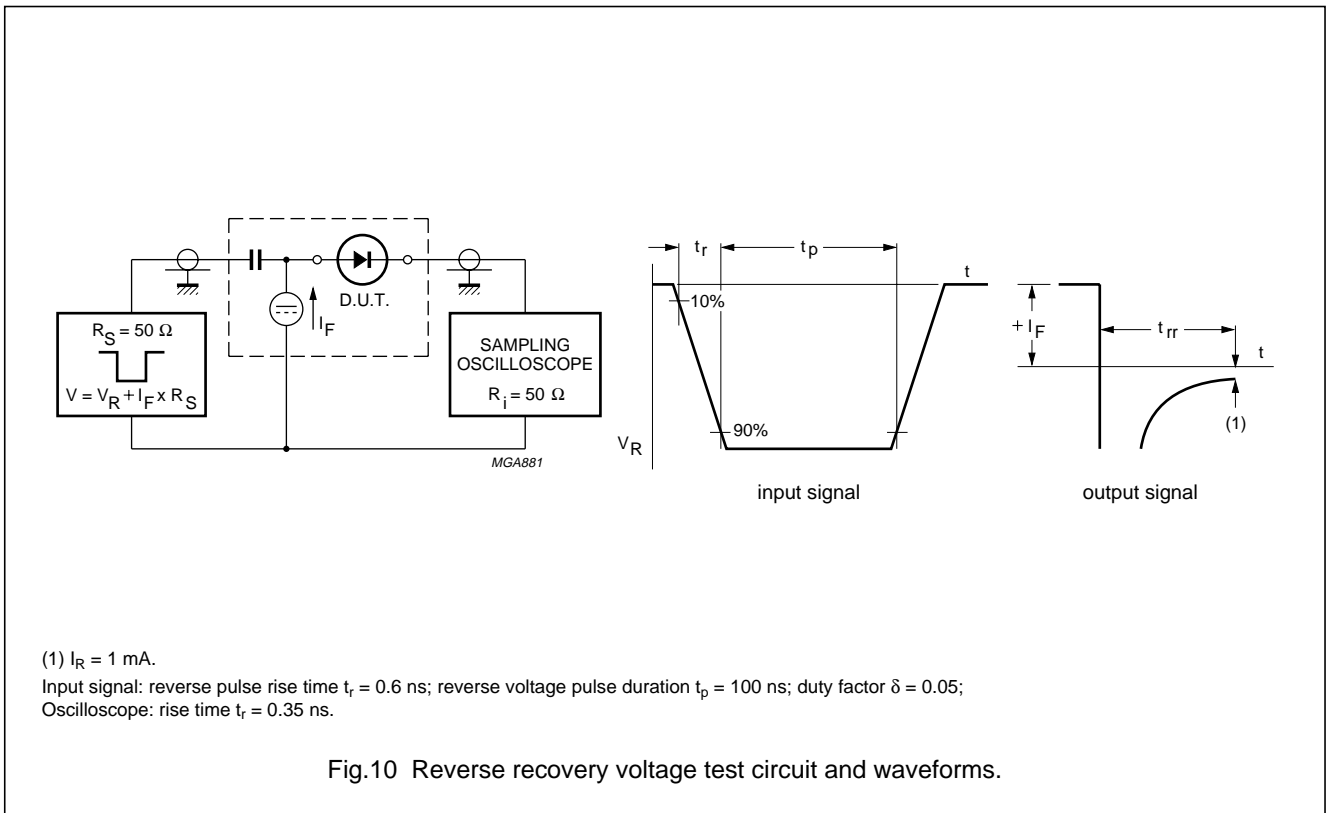 D.U.T.
I_F
R_S = 50 Ω
V = V_R + I_F x R_S
SAMPLING
OSCILLOSCOPE
R_i = 50 Ω
MGA881
t_r
t_p
t
10%
90%
V_R
input signal
+ I_F
t_rr
t
(1)
output signal
(1) I_R = 1 mA.
Input signal: reverse pulse rise time t_r = 0.6 ns; reverse voltage pulse duration t_p = 100 ns; duty factor δ = 0.05;
Oscilloscope: rise time t_r = 0.35 ns.
Fig.10 Reverse recovery voltage test circuit and waveforms.